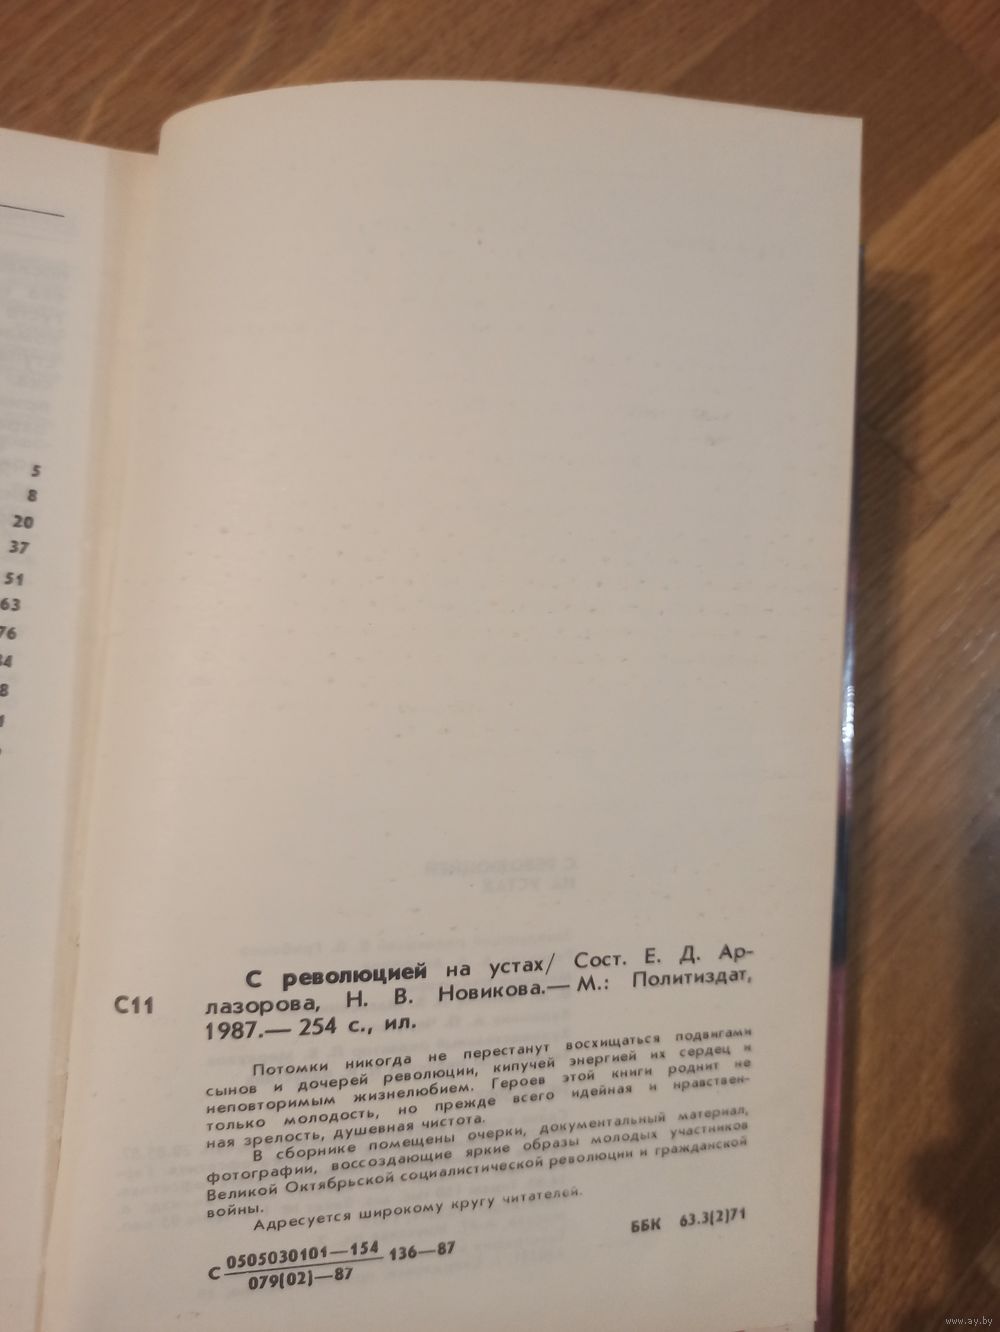 5
8
20
37
51
63
76
С11
С революцией на устах/ Сост. Е. Д. Ар-
лазорова, Н. В. Новикова.— М.: Политиздат,
1987.— 254 с., ил.
Потомки никогда не перестанут восхищаться подвигами
сынов и дочерей революции, кипучей энергией их сердец и
неповторимым жизнелюбием. Героев этой книги роднит не
только молодость, но прежде всего идейная и нравствен-
ная зрелость, душевная чистота.
В сборнике помещены очерки, документальный материал,
фотографии, воссоздающие яркие образы молодых участников
Великой Октябрьской социалистической революции и гражданской
войны.
Адресуется широкому кругу читателей.
С 0505030101—154 136—87
079(02)—87
ББК 63.3(2)71
www.ay.by